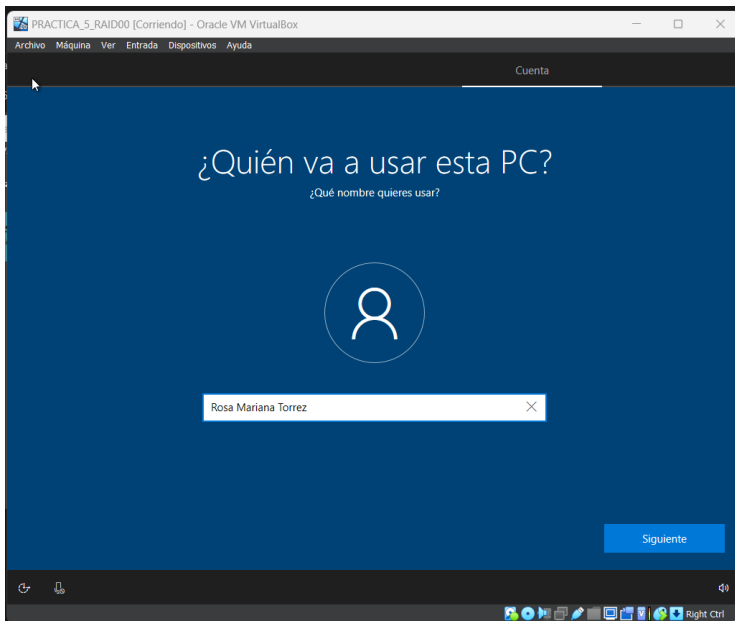 PRACTICA_5_RAID00 [Corriendo] - Oracle VM VirtualBox
Archivo Máquina Ver Entrada Dispositivos Ayuda
Cuenta
¿Quién va a usar esta PC?
¿Qué nombre quieres usar?
Rosa Mariana Torrez
Siguiente
Right Ctrl